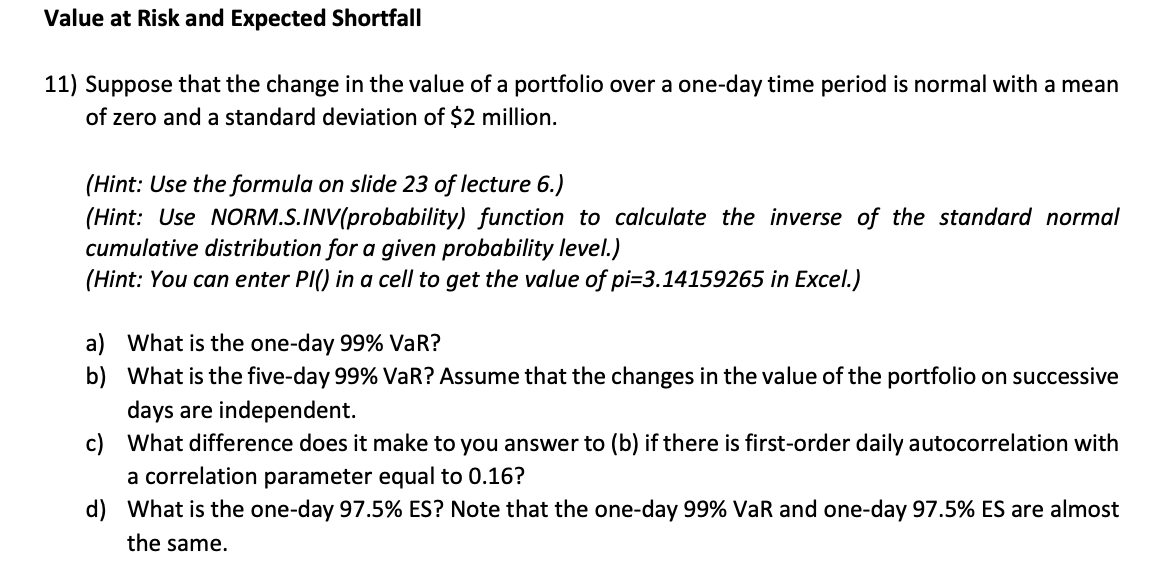 Value at Risk and Expected Shortfall
11) Suppose that the change in the value of a portfolio over a one-day time period is normal with a mean
of zero and a standard deviation of $2 million.
(Hint: Use the formula on slide 23 of lecture 6.)
(Hint: Use NORM.S.INV(probability) function to calculate the inverse of the standard normal
cumulative distribution for a given probability level.)
(Hint: You can enter PI() in a cell to get the value of pi=3.14159265 in Excel.)
a) What is the one-day 99% VaR?
b) What is the five-day 99% VaR? Assume that the changes in the value of the portfolio on successive
days are independent.
c) What difference does it make to you answer to (b) if there is first-order daily autocorrelation with
a correlation parameter equal to 0.16?
d) What is the one-day 97.5% ES? Note that the one-day 99% VaR and one-day 97.5% ES are almost
the same.